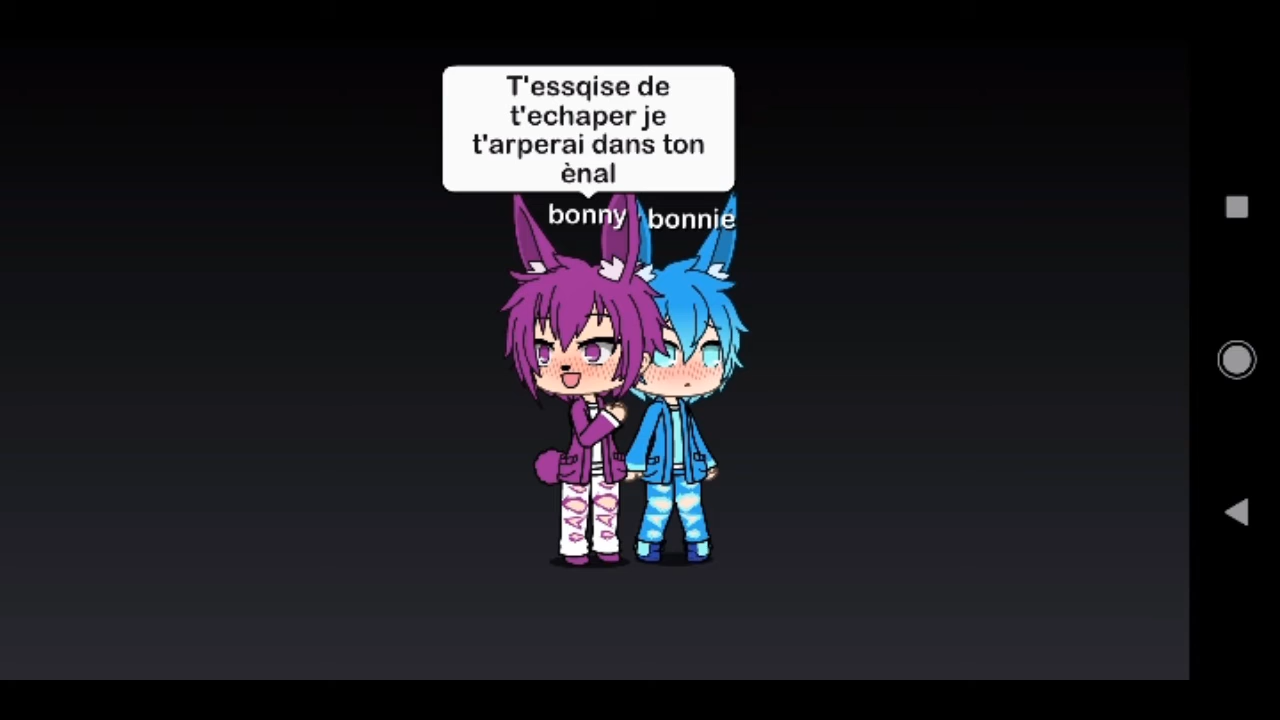 T'essqise de
t'echaper je
t'arperai dans ton
ènal
bonny
bonnie